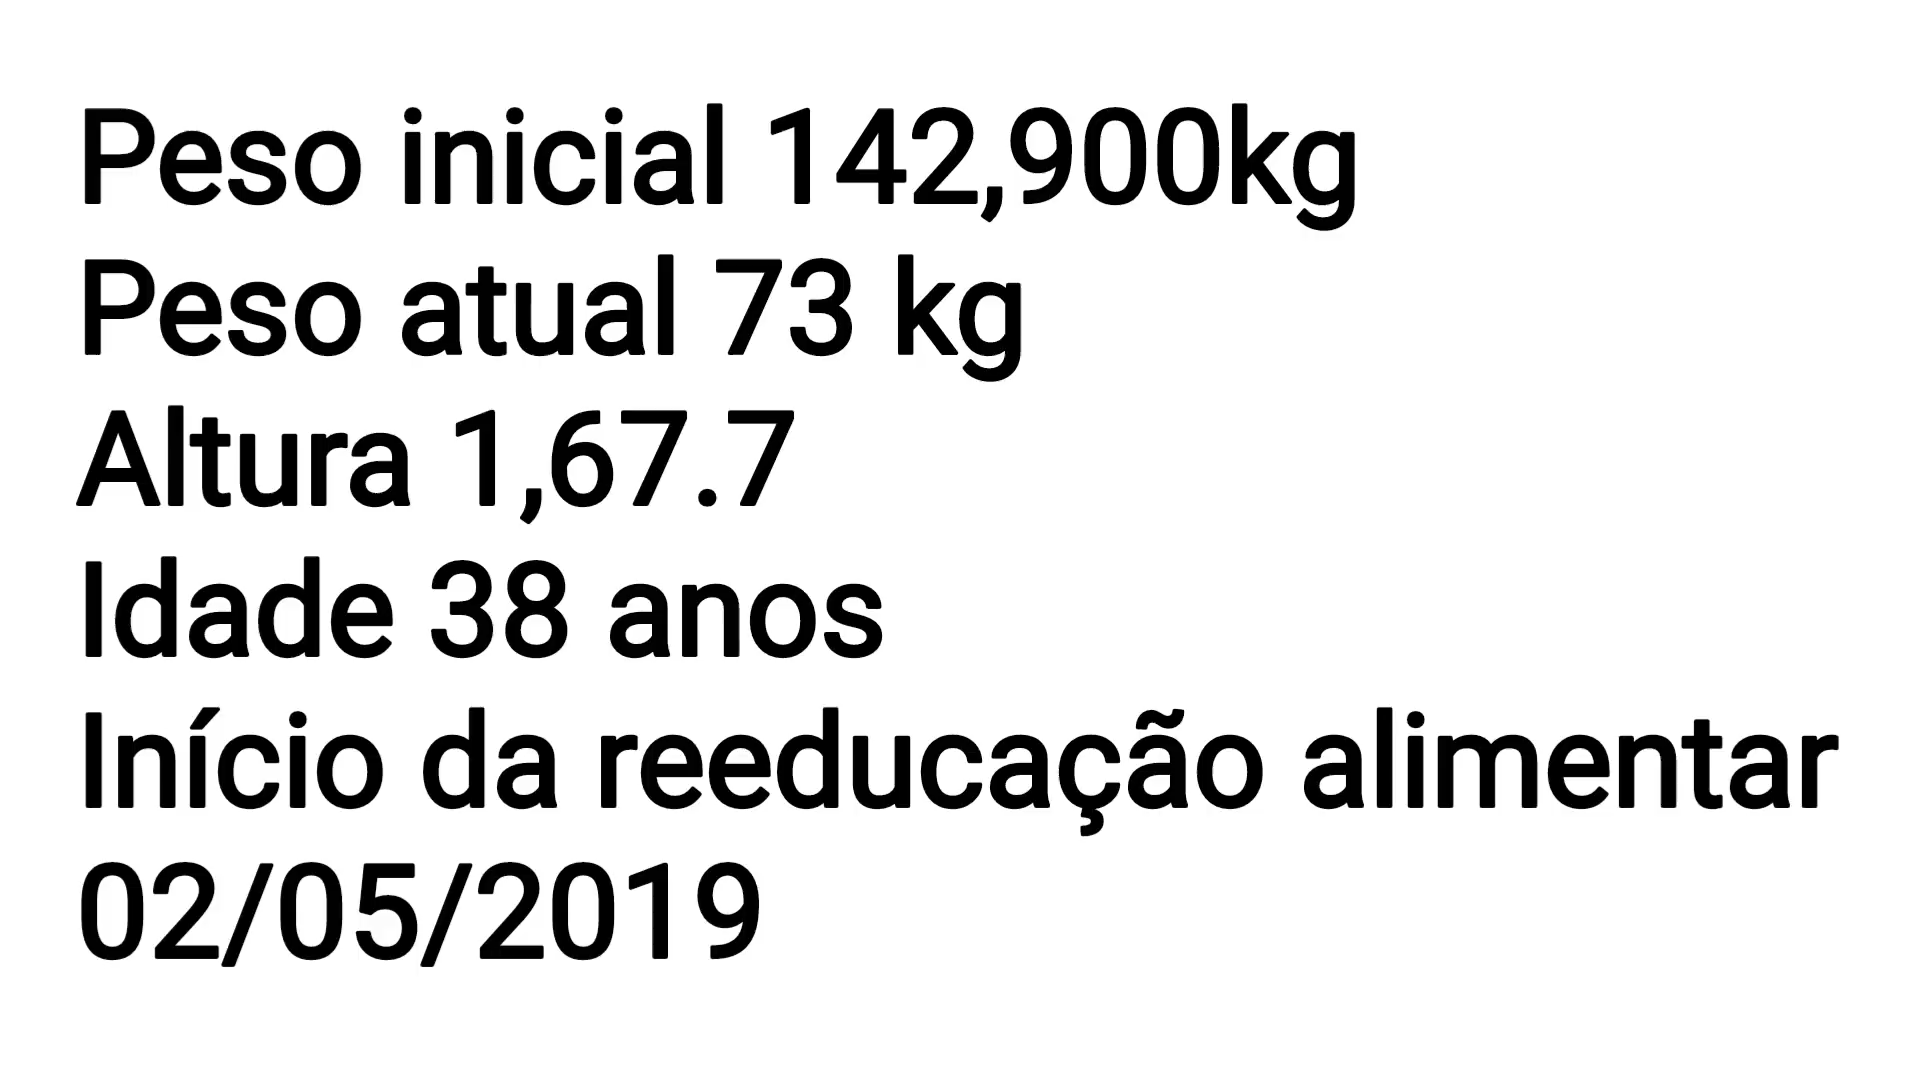 Peso inicial 142,900kg
Peso atual 73 kg
Altura 1,67.7
Idade 38 anos
Início da reeducação alimentar
02/05/2019